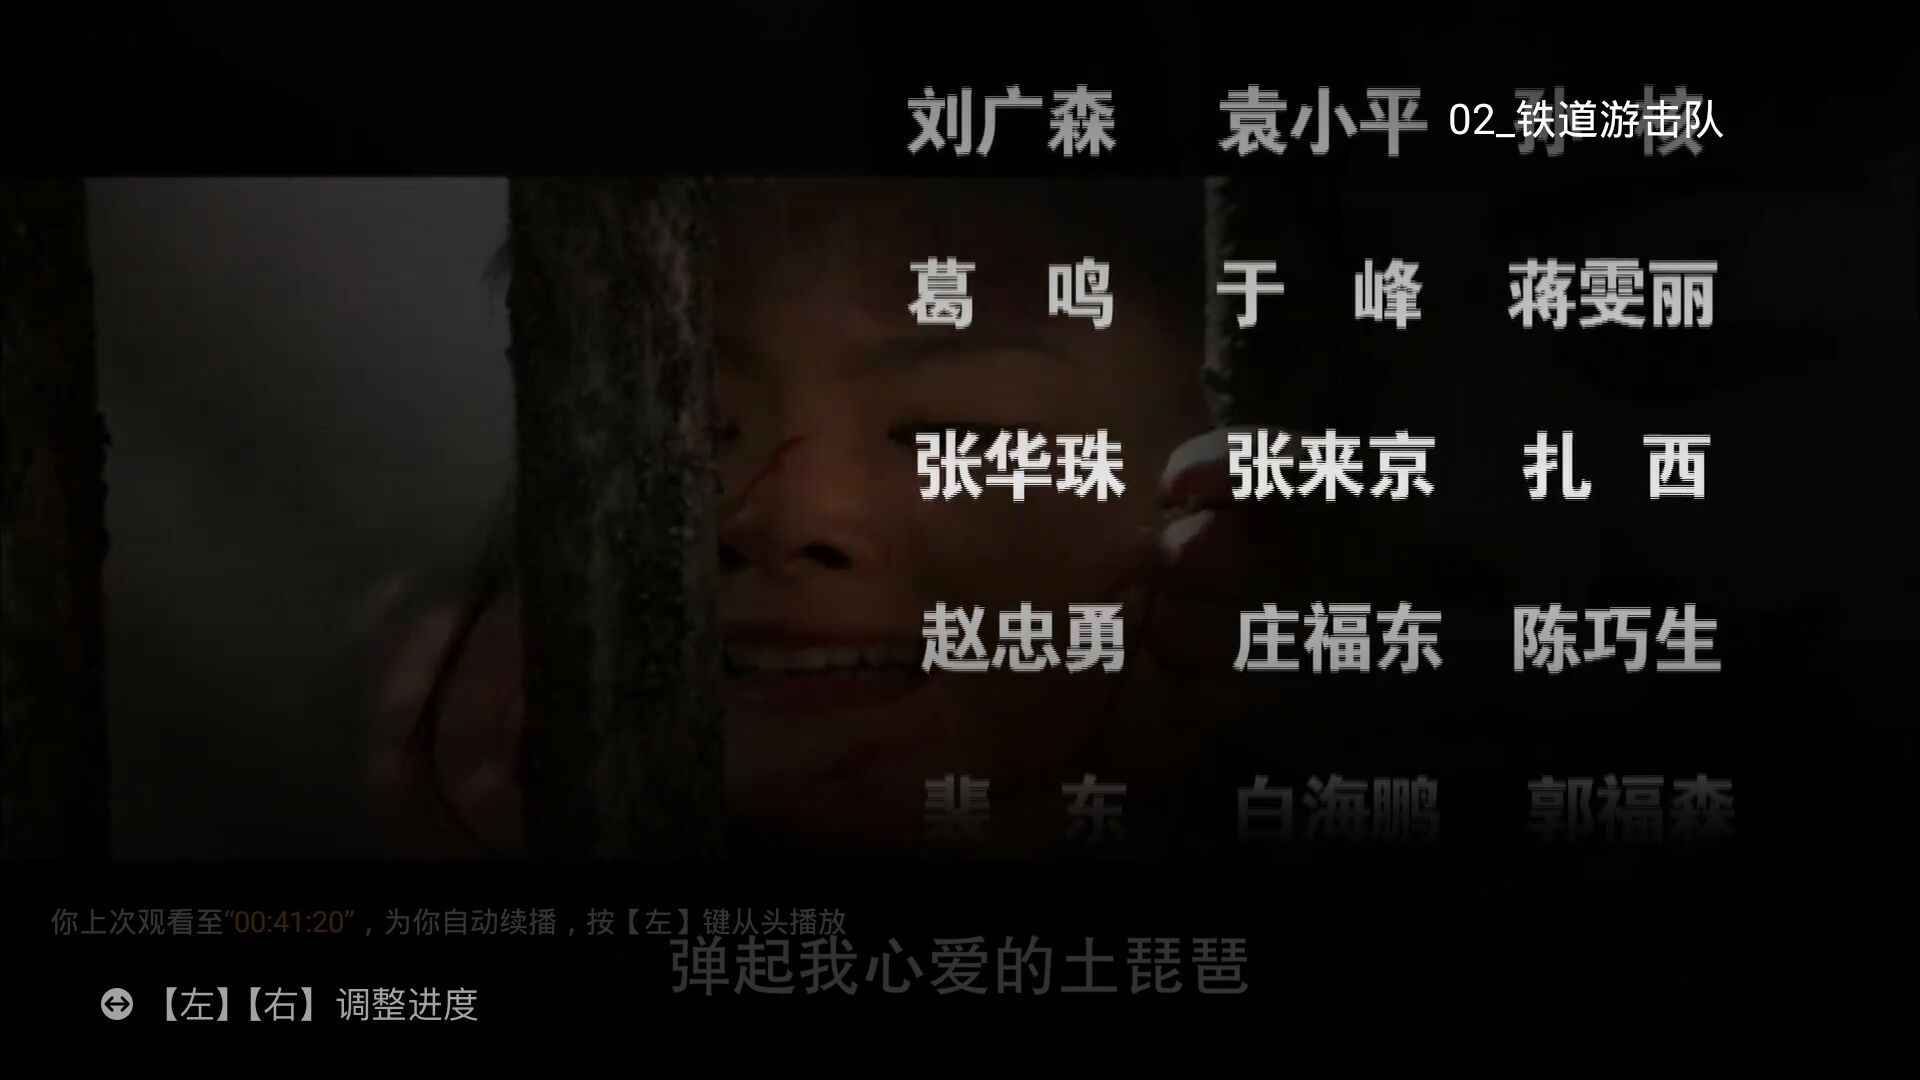 刘广森 袁小平 孙
02_铁道游击队
葛 鸣 于 峰 蒋雯丽
张华珠 张来京 扎 西
赵忠勇 庄福东 陈巧生
裴 东 白海鹏 郭福森
你上次观看至“00:41:20”，为你自动续播，按【左】键从头播放
弹起我心爱的土琵琶
【左】【右】调整进度